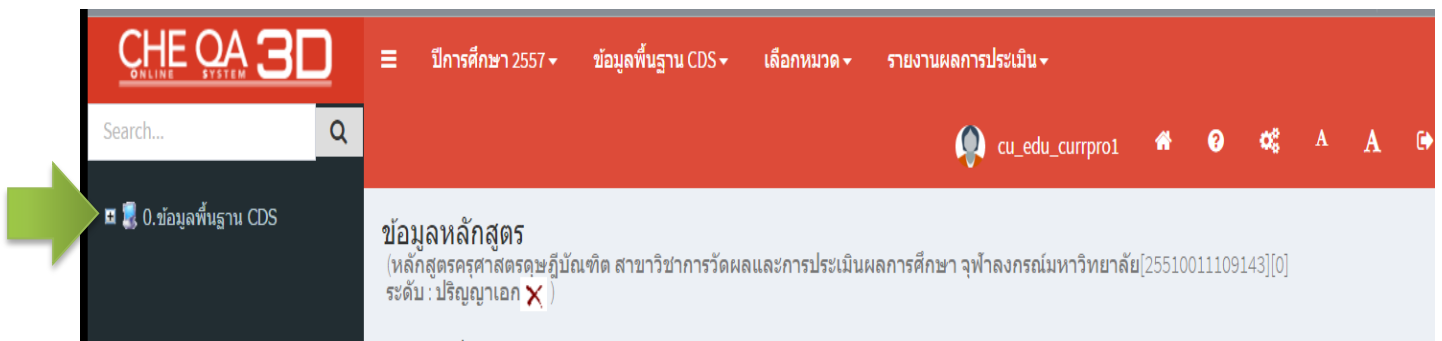 CHE QA 3D
ONLINE SYSTEM
ปีการศึกษา 2557 ข้อมูลพื้นฐาน CDS เลือกหมวด รายงานผลการประเมิน
Search...
cu_edu_currpro1 A A
0.ข้อมูลพื้นฐาน CDS
ข้อมูลหลักสูตร
(หลักสูตรครุศาสตรดุษฎีบัณฑิต สาขาวิชาการวัดผลและการประเมินผลการศึกษา จุฬาลงกรณ์มหาวิทยาลัย[25510011109143][0]
ระดับ : ปริญญาเอก )